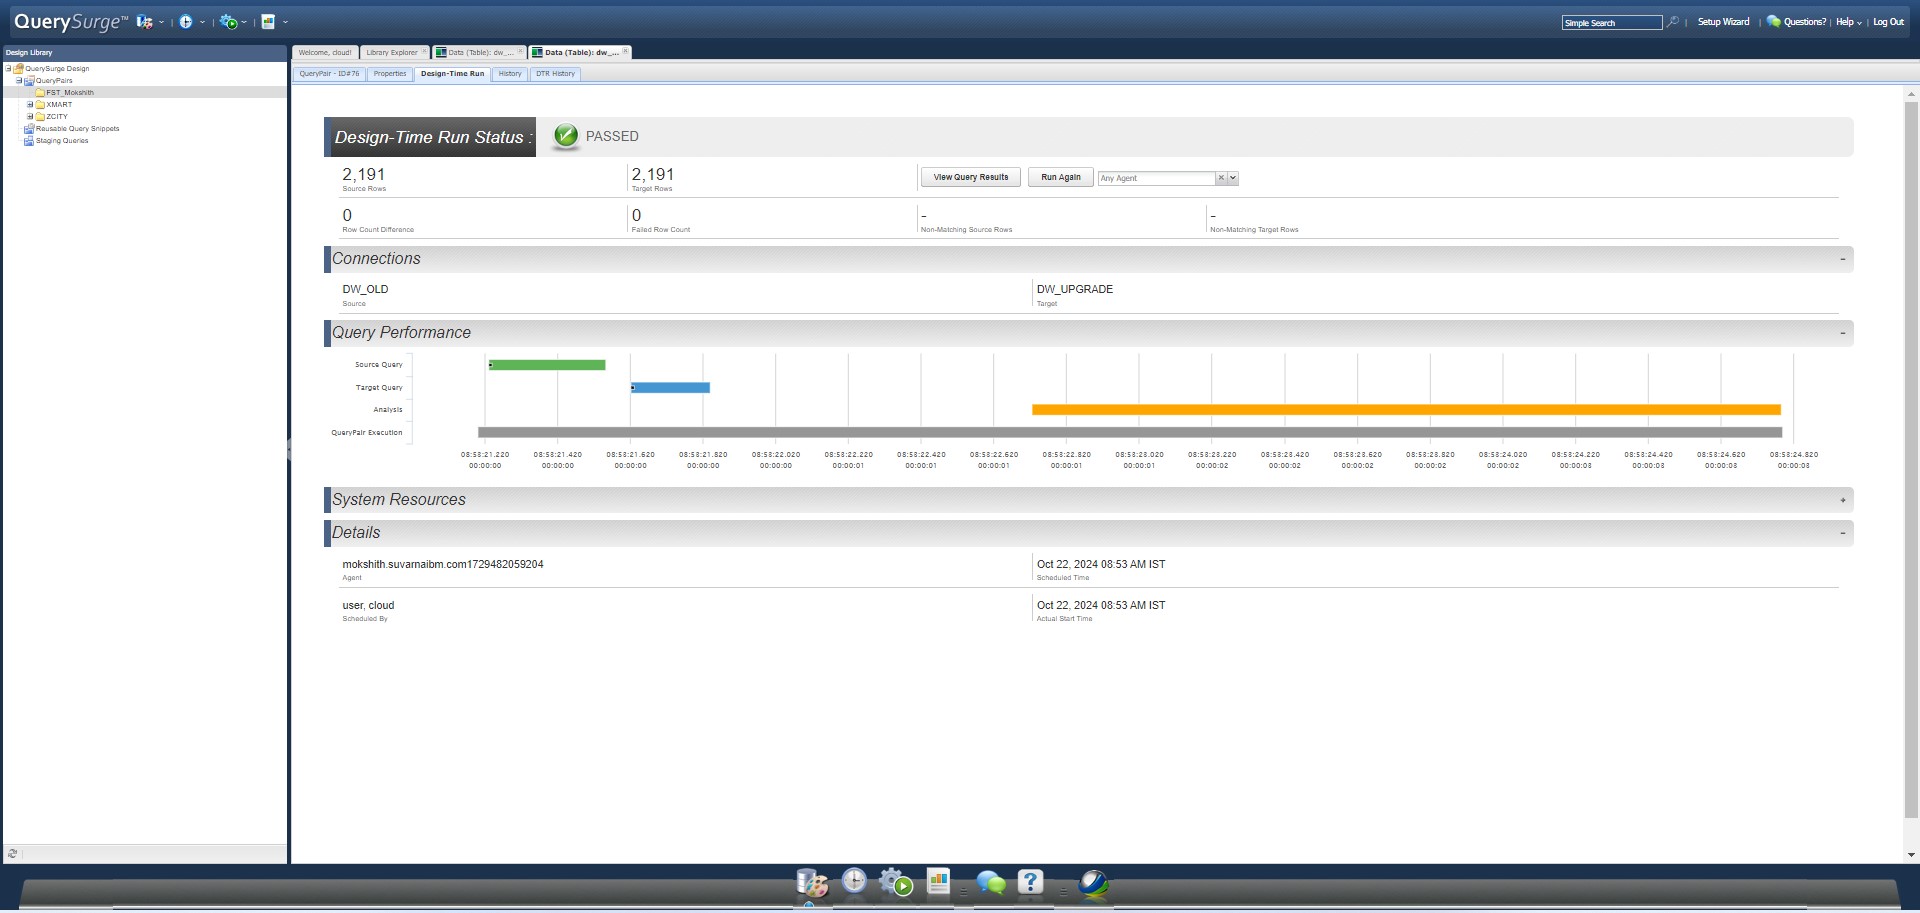 QuerySurge™
Simple Search
Setup Wizard
Questions?
Help
Log Out
Design Library
QuerySurge Design
QueryPairs
FST_Mokshith
XMART
ZCITY
Reusable Query Snippets
Staging Queries
Welcome, cloud!
Library Explorer
Data (Table): dw_...
Data (Table): dw_...
QueryPair - ID#76
Properties
Design-Time Run
History
DTR History
Design-Time Run Status :
PASSED
2,191
Source Rows
2,191
Target Rows
View Query Results
Run Again
Any Agent
0
Row Count Difference
0
Failed Row Count
-
Non-Matching Source Rows
-
Non-Matching Target Rows
Connections
DW_OLD
Source
DW_UPGRADE
Target
Query Performance
Source Query
Target Query
Analysis
QueryPair Execution
08:53:21.220 08:53:21.420 08:53:21.620 08:53:21.820 08:53:22.020 08:53:22.220 08:53:22.420 08:53:22.620 08:53:22.820 08:53:23.020 08:53:23.220 08:53:23.420 08:53:23.620 08:53:23.820 08:53:24.020 08:53:24.220 08:53:24.420 08:53:24.620 08:53:24.820
00:00:00 00:00:00 00:00:00 00:00:00 00:00:00 00:00:01 00:00:01 00:00:01 00:00:01 00:00:01 00:00:02 00:00:02 00:00:02 00:00:02 00:00:02 00:00:03 00:00:03 00:00:03 00:00:03
System Resources
Details
mokshith.suvarnaibm.com1729482059204
Agent
Oct 22, 2024 08:53 AM IST
Scheduled Time
user, cloud
Scheduled By
Oct 22, 2024 08:53 AM IST
Actual Start Time